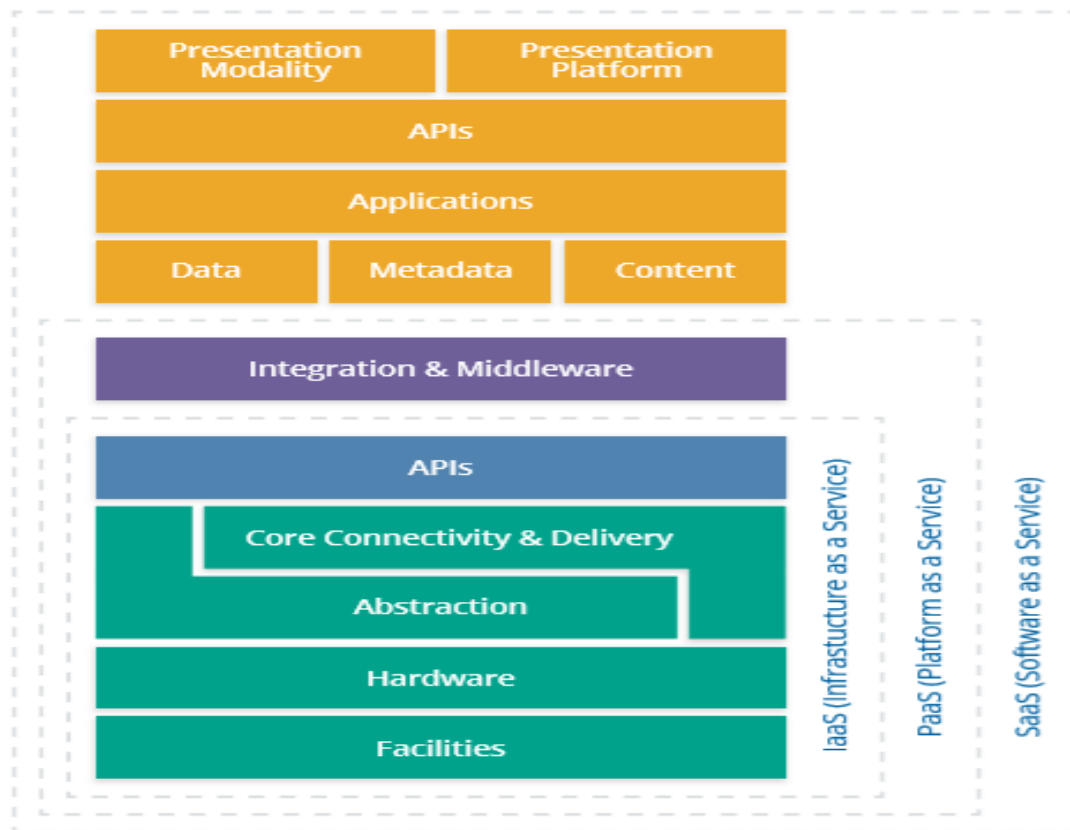 Presentation
Modality
Presentation
Platform
APIs
Applications
Data
Metadata
Content
Integration & Middleware
APIs
Core Connectivity & Delivery
Abstraction
Hardware
Facilities
IaaS (Infrastucture as a Service)
PaaS (Platform as a Service)
SaaS (Software as a Service)